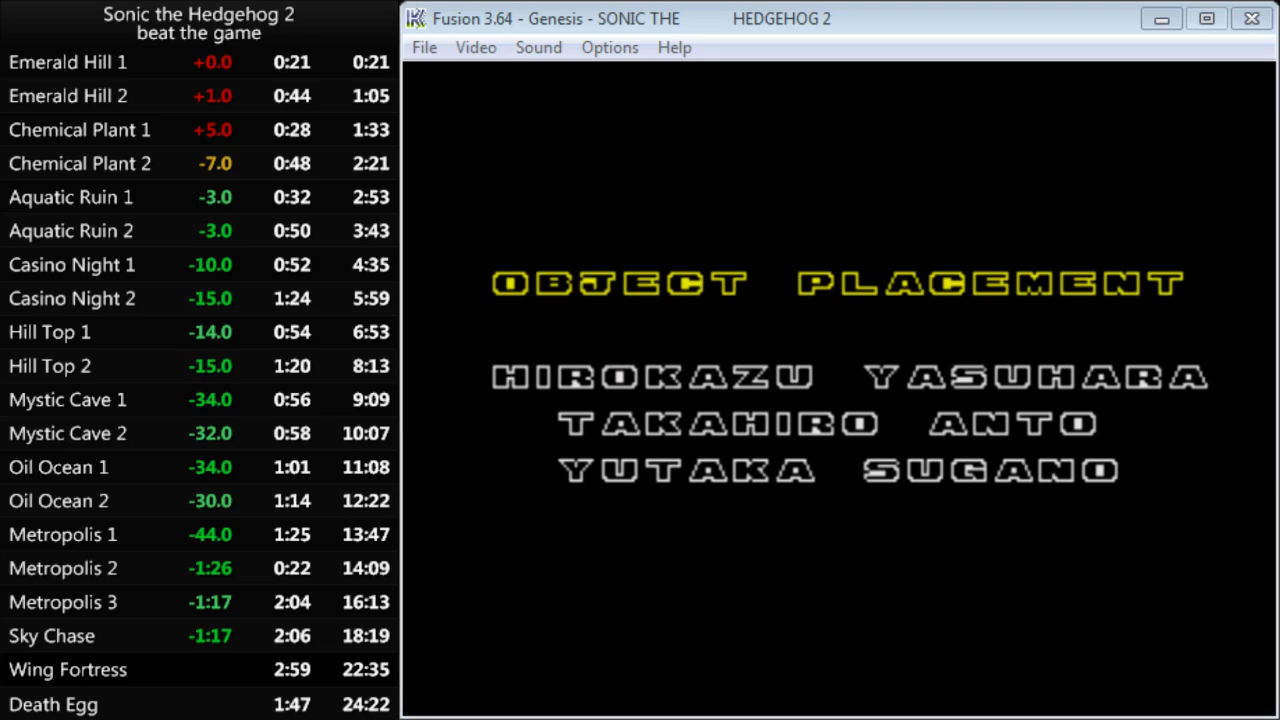 Sonic the Hedgehog 2
beat the game
Emerald Hill 1 +0.0 0:21 0:21
Emerald Hill 2 +1.0 0:44 1:05
Chemical Plant 1 +5.0 0:28 1:33
Chemical Plant 2 -7.0 0:48 2:21
Aquatic Ruin 1 -3.0 0:32 2:53
Aquatic Ruin 2 -3.0 0:50 3:43
Casino Night 1 -10.0 0:52 4:35
Casino Night 2 -15.0 1:24 5:59
Hill Top 1 -14.0 0:54 6:53
Hill Top 2 -15.0 1:20 8:13
Mystic Cave 1 -34.0 0:56 9:09
Mystic Cave 2 -32.0 0:58 10:07
Oil Ocean 1 -34.0 1:01 11:08
Oil Ocean 2 -30.0 1:14 12:22
Metropolis 1 -44.0 1:25 13:47
Metropolis 2 -1:26 0:22 14:09
Metropolis 3 -1:17 2:04 16:13
Sky Chase -1:17 2:06 18:19
Wing Fortress 2:59 22:35
Death Egg 1:47 24:22
Fusion 3.64 - Genesis - SONIC THE HEDGEHOG 2
File Video Sound Options Help
OBJECT PLACEMENT
HIROKAZU YASUHARA
TAKAHIRO ANTO
YUTAKA SUGANO